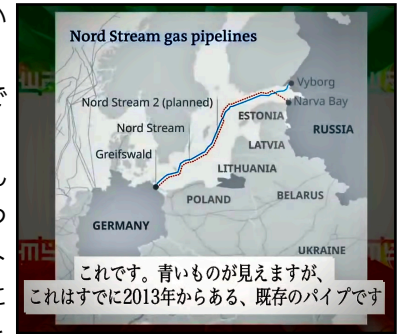 Nord Stream gas pipelines
Vyborg
Nord Stream 2 (planned)
Narva Bay
ESTONIA
Nord Stream
RUSSIA
LATVIA
Greifswald
LITHUANIA
BELARUS
POLAND
GERMANY
UKRAINE
これです。青いものが見えますが、
これはすでに2013年からある、既存のパイプです